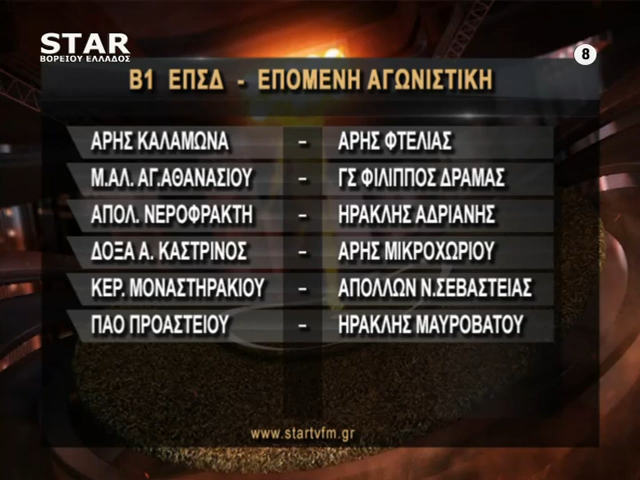 STAR
ΒΟΡΕΙΟΥ ΕΛΛΑΔΟΣ
8
Β1 ΕΠΣΔ - ΕΠΟΜΕΝΗ ΑΓΩΝΙΣΤΙΚΗ
ΑΡΗΣ ΚΑΛΑΜΩΝΑ - ΑΡΗΣ ΦΤΕΛΙΑΣ
Μ.ΑΛ. ΑΓ.ΑΘΑΝΑΣΙΟΥ - ΓΣ ΦΙΛΙΠΠΟΣ ΔΡΑΜΑΣ
ΑΠΟΛ. ΝΕΡΟΦΡΑΚΤΗ - ΗΡΑΚΛΗΣ ΑΔΡΙΑΝΗΣ
ΔΟΞΑ Α. ΚΑΣΤΡΙΝΟΣ - ΑΡΗΣ ΜΙΚΡΟΧΩΡΙΟΥ
ΚΕΡ. ΜΟΝΑΣΤΗΡΑΚΙΟΥ - ΑΠΟΛΛΩΝ Ν.ΣΕΒΑΣΤΕΙΑΣ
ΠΑΟ ΠΡΟΑΣΤΕΙΟΥ - ΗΡΑΚΛΗΣ ΜΑΥΡΟΒΑΤΟΥ
www.startvfm.gr